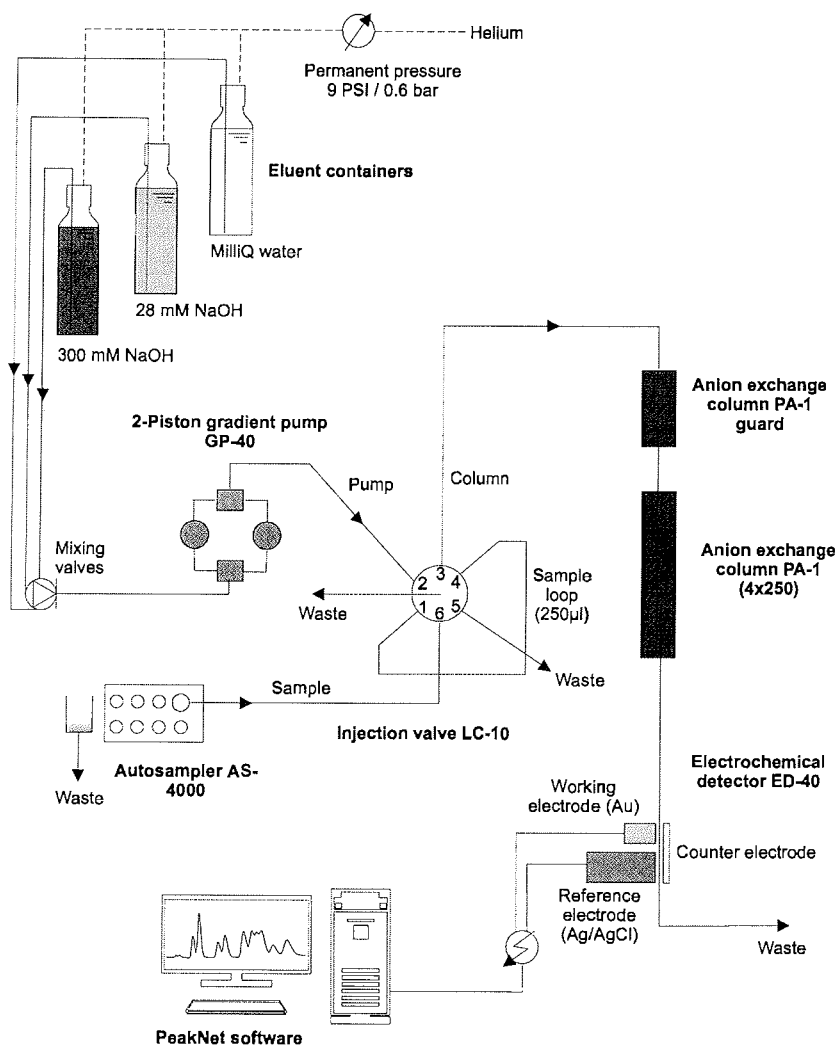 Helium
Permanent pressure
9 PSI / 0.6 bar
Eluent containers
MilliQ water
28 mM NaOH
300 mM NaOH
Anion exchange
column PA-1
guard
2-Piston gradient pump
GP-40
Pump
Column
Mixing
valves
Anion exchange
column PA-1
(4x250)
3
2
4
1
5
6
Sample
loop
(250µl)
Waste
Waste
Sample
Injection valve LC-10
Autosampler AS-
4000
Waste
Electrochemical
detector ED-40
Working
electrode (Au)
Counter electrode
Reference
electrode
(Ag/AgCl)
Waste
PeakNet software